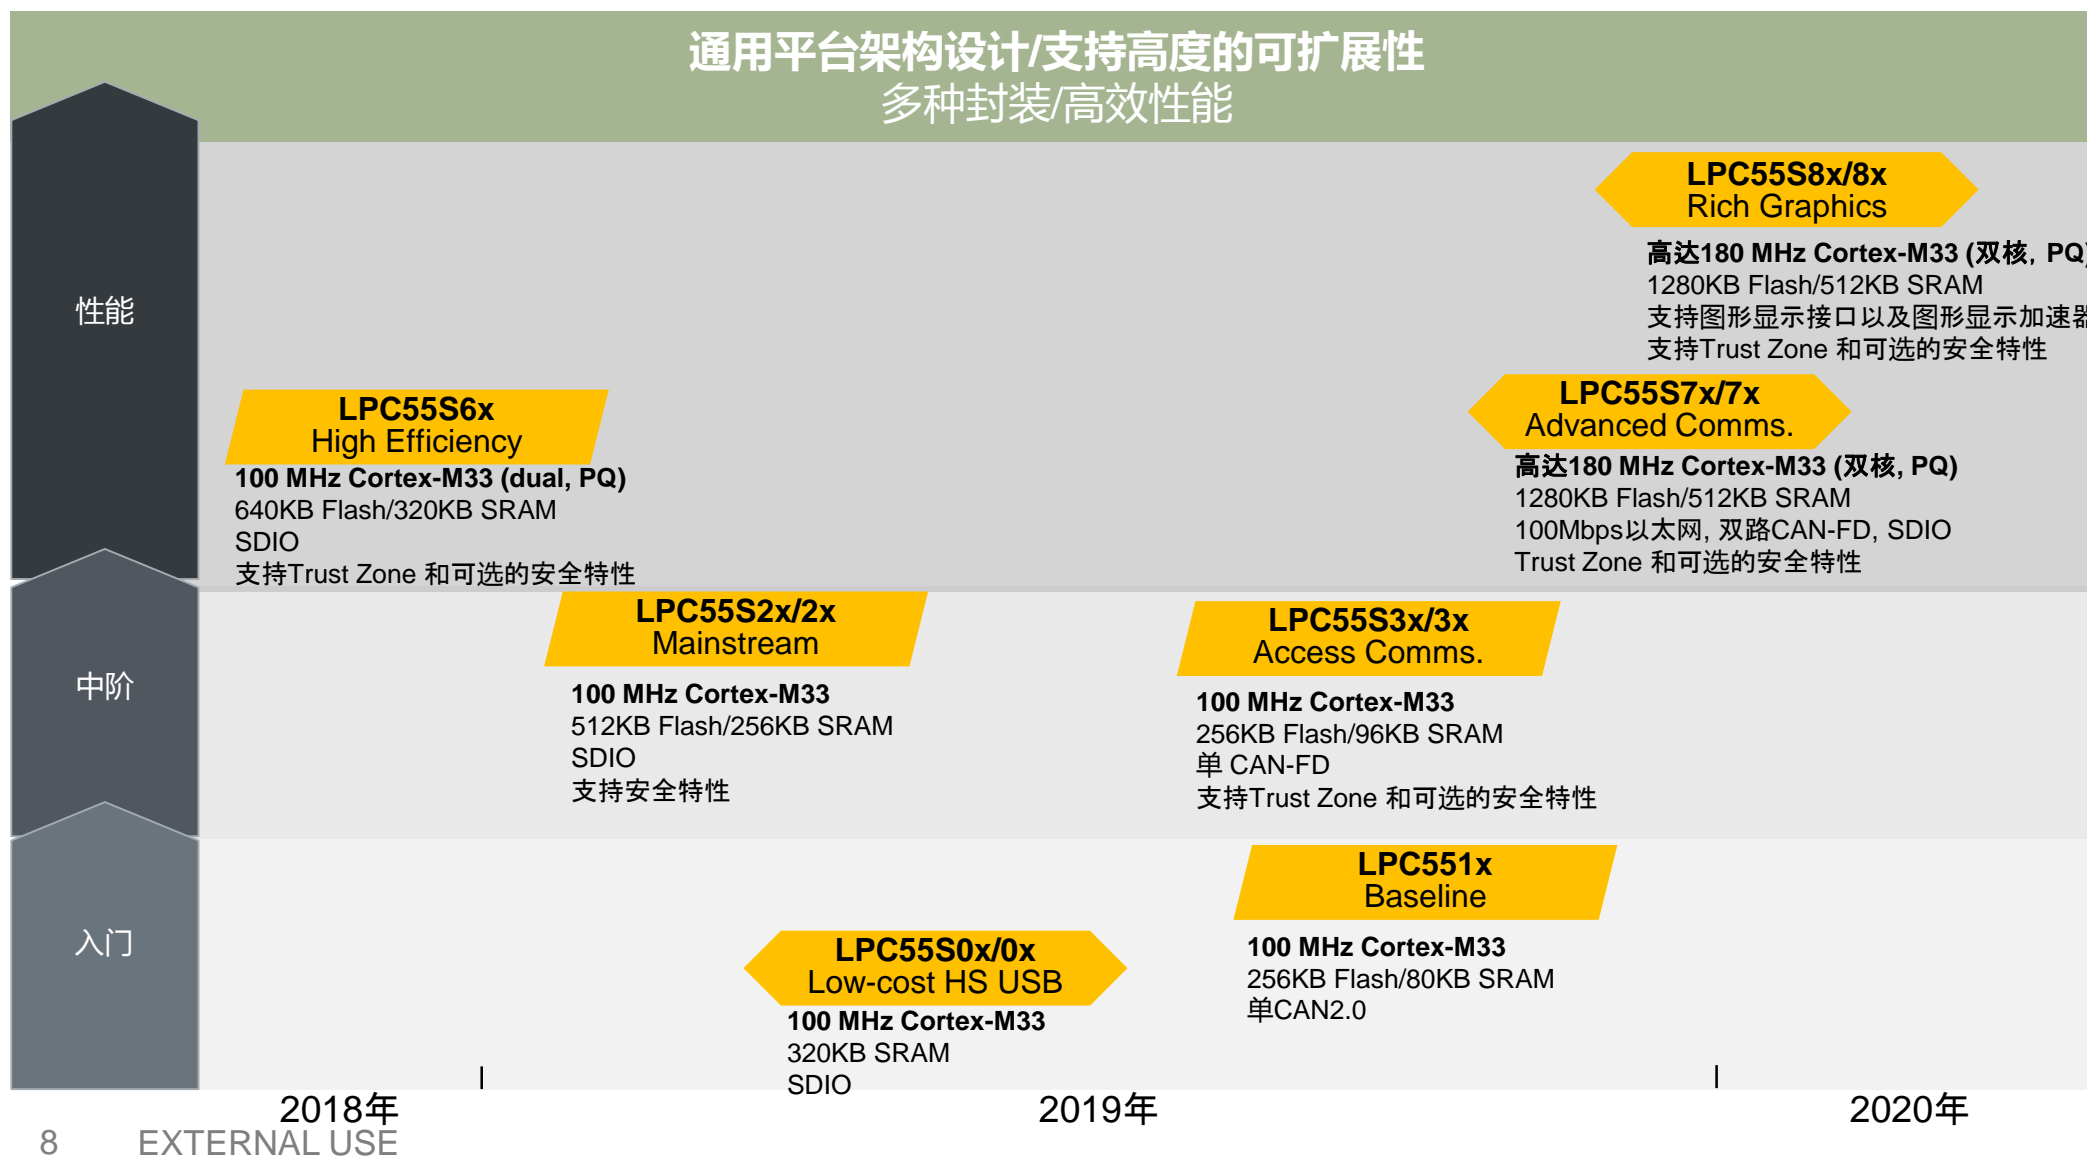 通用平台架构设计/支持高度的可扩展性
多种封装/高效性能
性能
LPC55S8x/8x
Rich Graphics
高达180 MHz Cortex-M33 (双核, PQ)
1280KB Flash/512KB SRAM
支持图形显示接口以及图形显示加速器
支持Trust Zone 和可选的安全特性
LPC55S6x
High Efficiency
100 MHz Cortex-M33 (dual, PQ)
640KB Flash/320KB SRAM
SDIO
支持Trust Zone 和可选的安全特性
LPC55S7x/7x
Advanced Comms.
高达180 MHz Cortex-M33 (双核, PQ)
1280KB Flash/512KB SRAM
100Mbps以太网, 双路CAN-FD, SDIO
Trust Zone 和可选的安全特性
中阶
LPC55S2x/2x
Mainstream
100 MHz Cortex-M33
512KB Flash/256KB SRAM
SDIO
支持安全特性
LPC55S3x/3x
Access Comms.
100 MHz Cortex-M33
256KB Flash/96KB SRAM
单 CAN-FD
支持Trust Zone 和可选的安全特性
入门
LPC55S0x/0x
Low-cost HS USB
100 MHz Cortex-M33
320KB SRAM
SDIO
LPC551x
Baseline
100 MHz Cortex-M33
256KB Flash/80KB SRAM
单CAN2.0
2018年
2019年
2020年
8 EXTERNAL USE